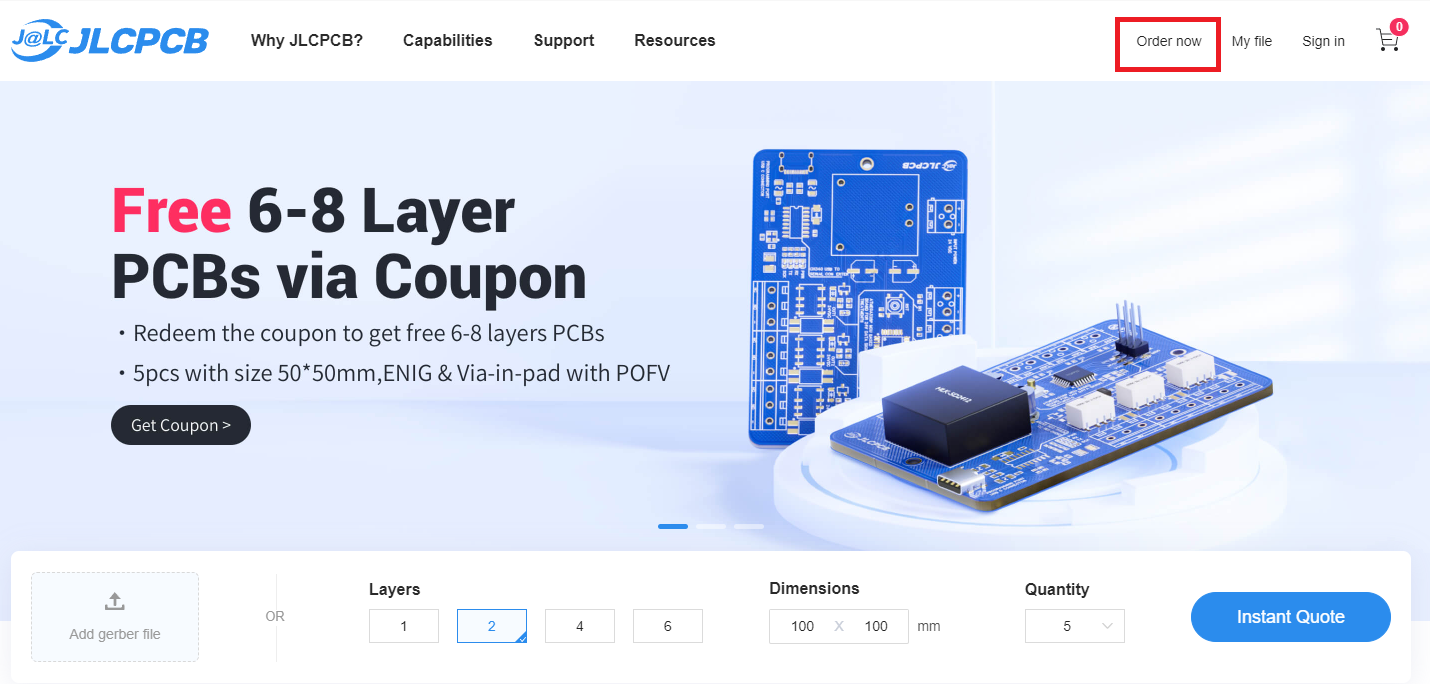 J@LC JLCPCB
Why JLCPCB?
Capabilities
Support
Resources
Order now
My file
Sign in
0
Free 6-8 Layer
PCBs via Coupon
• Redeem the coupon to get free 6-8 layers PCBs
• 5pcs with size 50*50mm,ENIG & Via-in-pad with POFV
Get Coupon >
JLCPCB
JLCPCB
Add gerber file
OR
Layers
1
2
4
6
Dimensions
100 X 100 mm
Quantity
5
Instant Quote